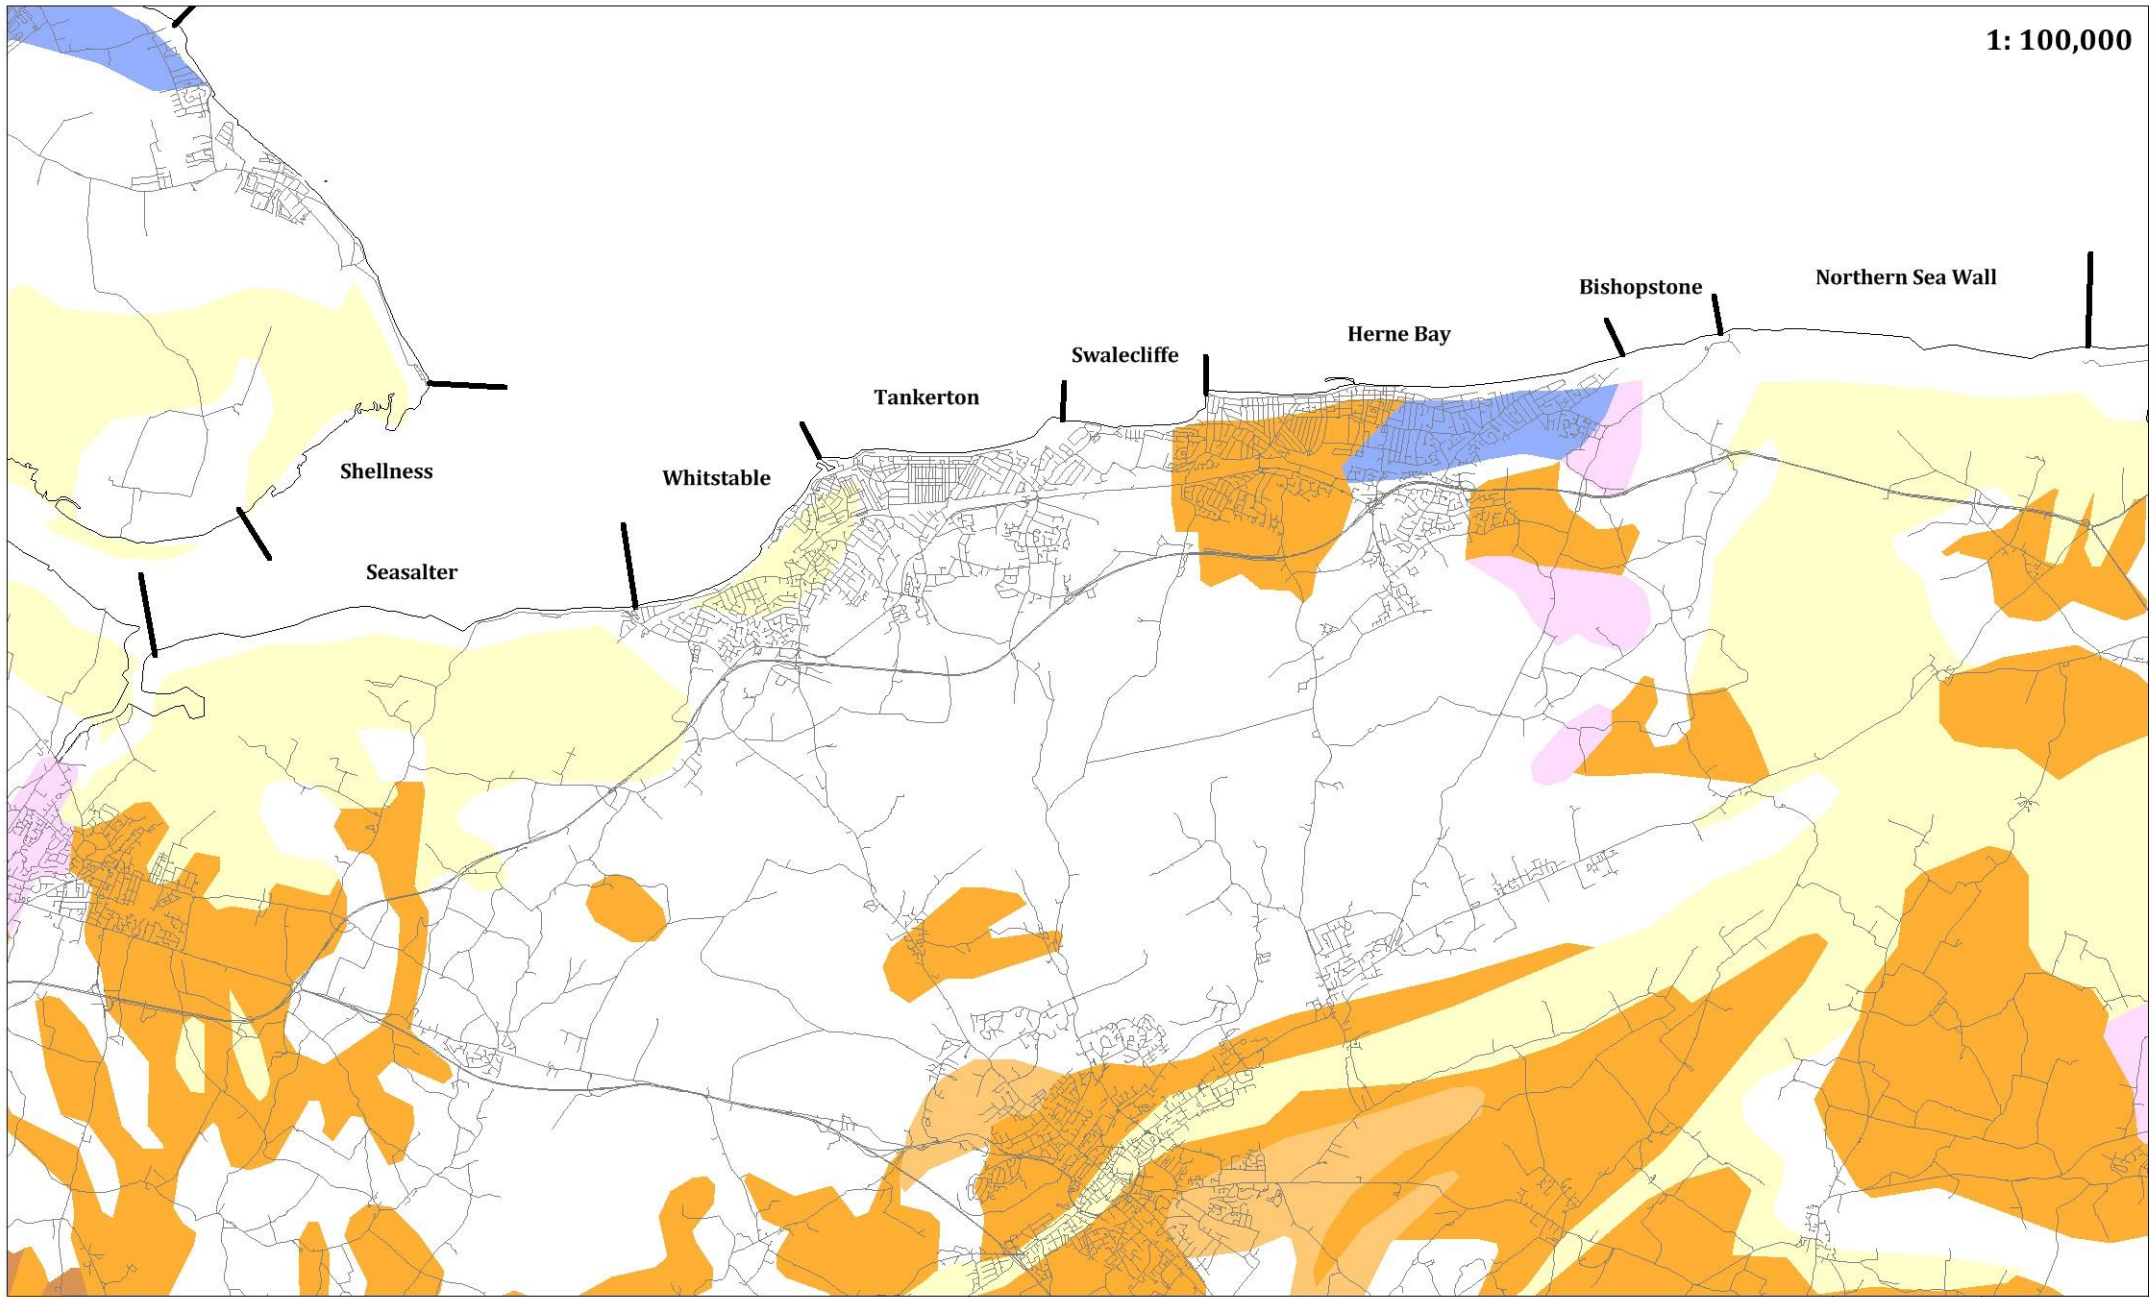 1: 100,000
Northern Sea Wall
Bishopstone
Herne Bay
Swalecliffe
Tankerton
Shellness
Whitstable
Seasalter